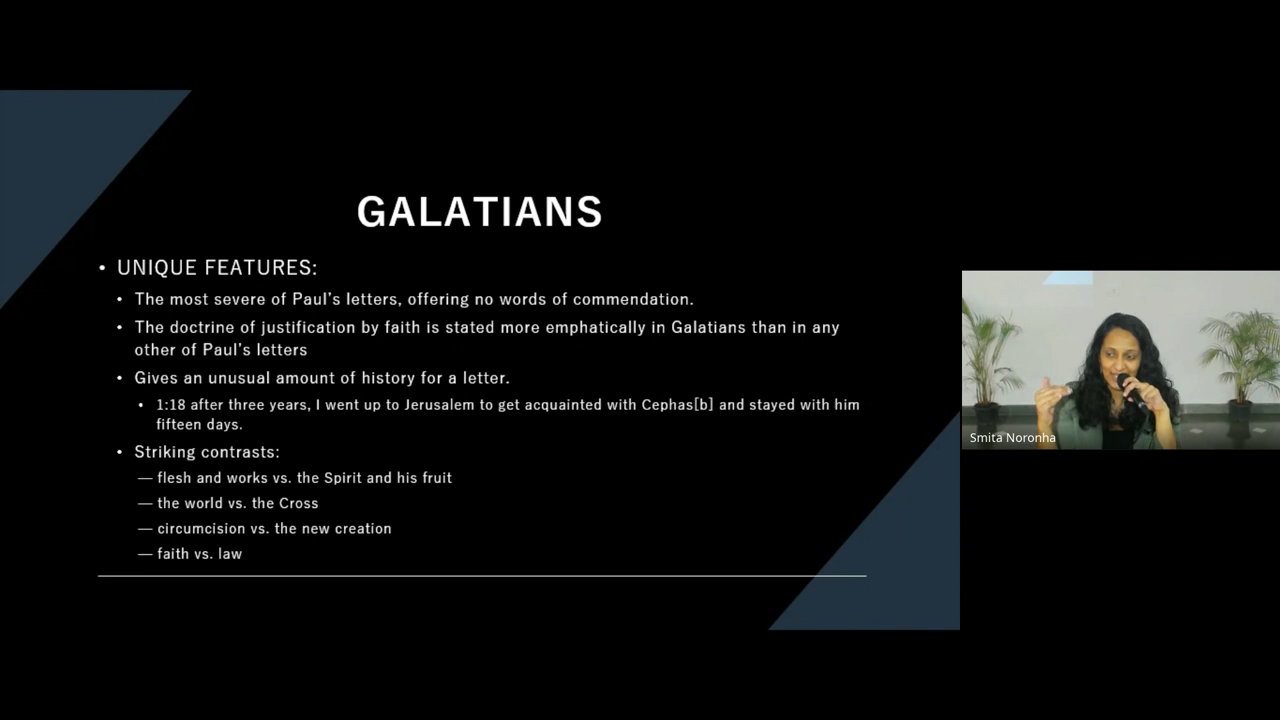 GALATIANS
• UNIQUE FEATURES:
• The most severe of Paul's letters, offering no words of commendation.
• The doctrine of justification by faith is stated more emphatically in Galatians than in any
other of Paul's letters
• Gives an unusual amount of history for a letter.
• 1:18 after three years, I went up to Jerusalem to get acquainted with Cephas[b] and stayed with him
fifteen days.
• Striking contrasts:
— flesh and works vs. the Spirit and his fruit
— the world vs. the Cross
— circumcision vs. the new creation
— faith vs. law
Smita Noronha